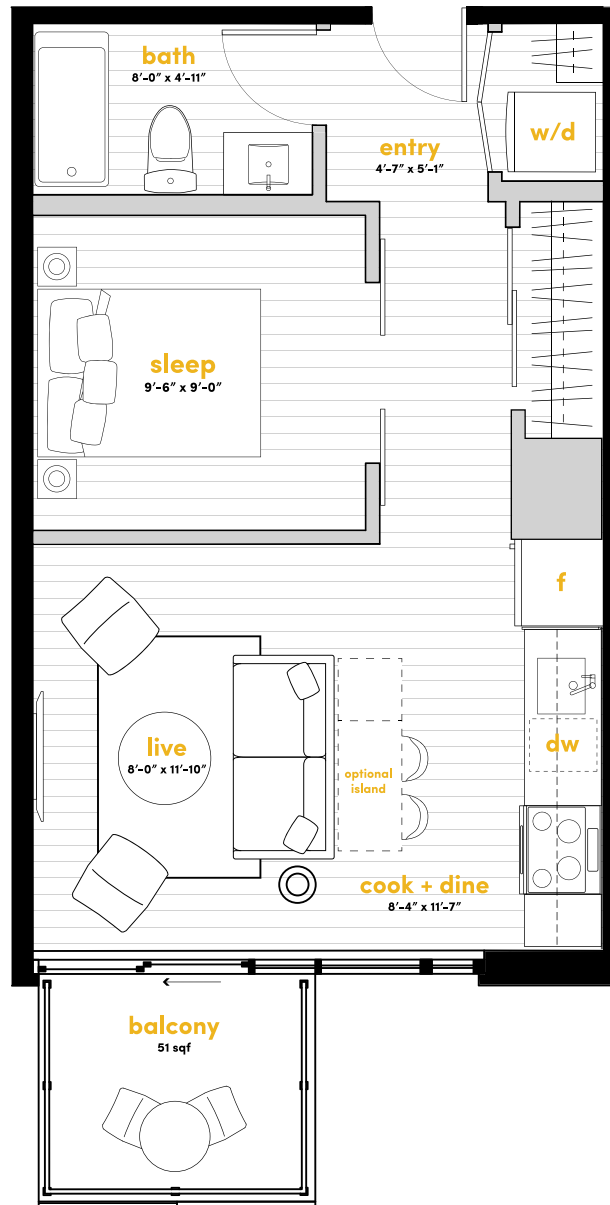 bath
8'-0" x 4'-11"
w/d
entry
4'-7" x 5'-1"
sleep
9'-6" x 9'-0"
f
dw
live
8'-0" x 11'-10"
optional
island
cook + dine
8'-4" x 11'-7"
balcony
51 sqf